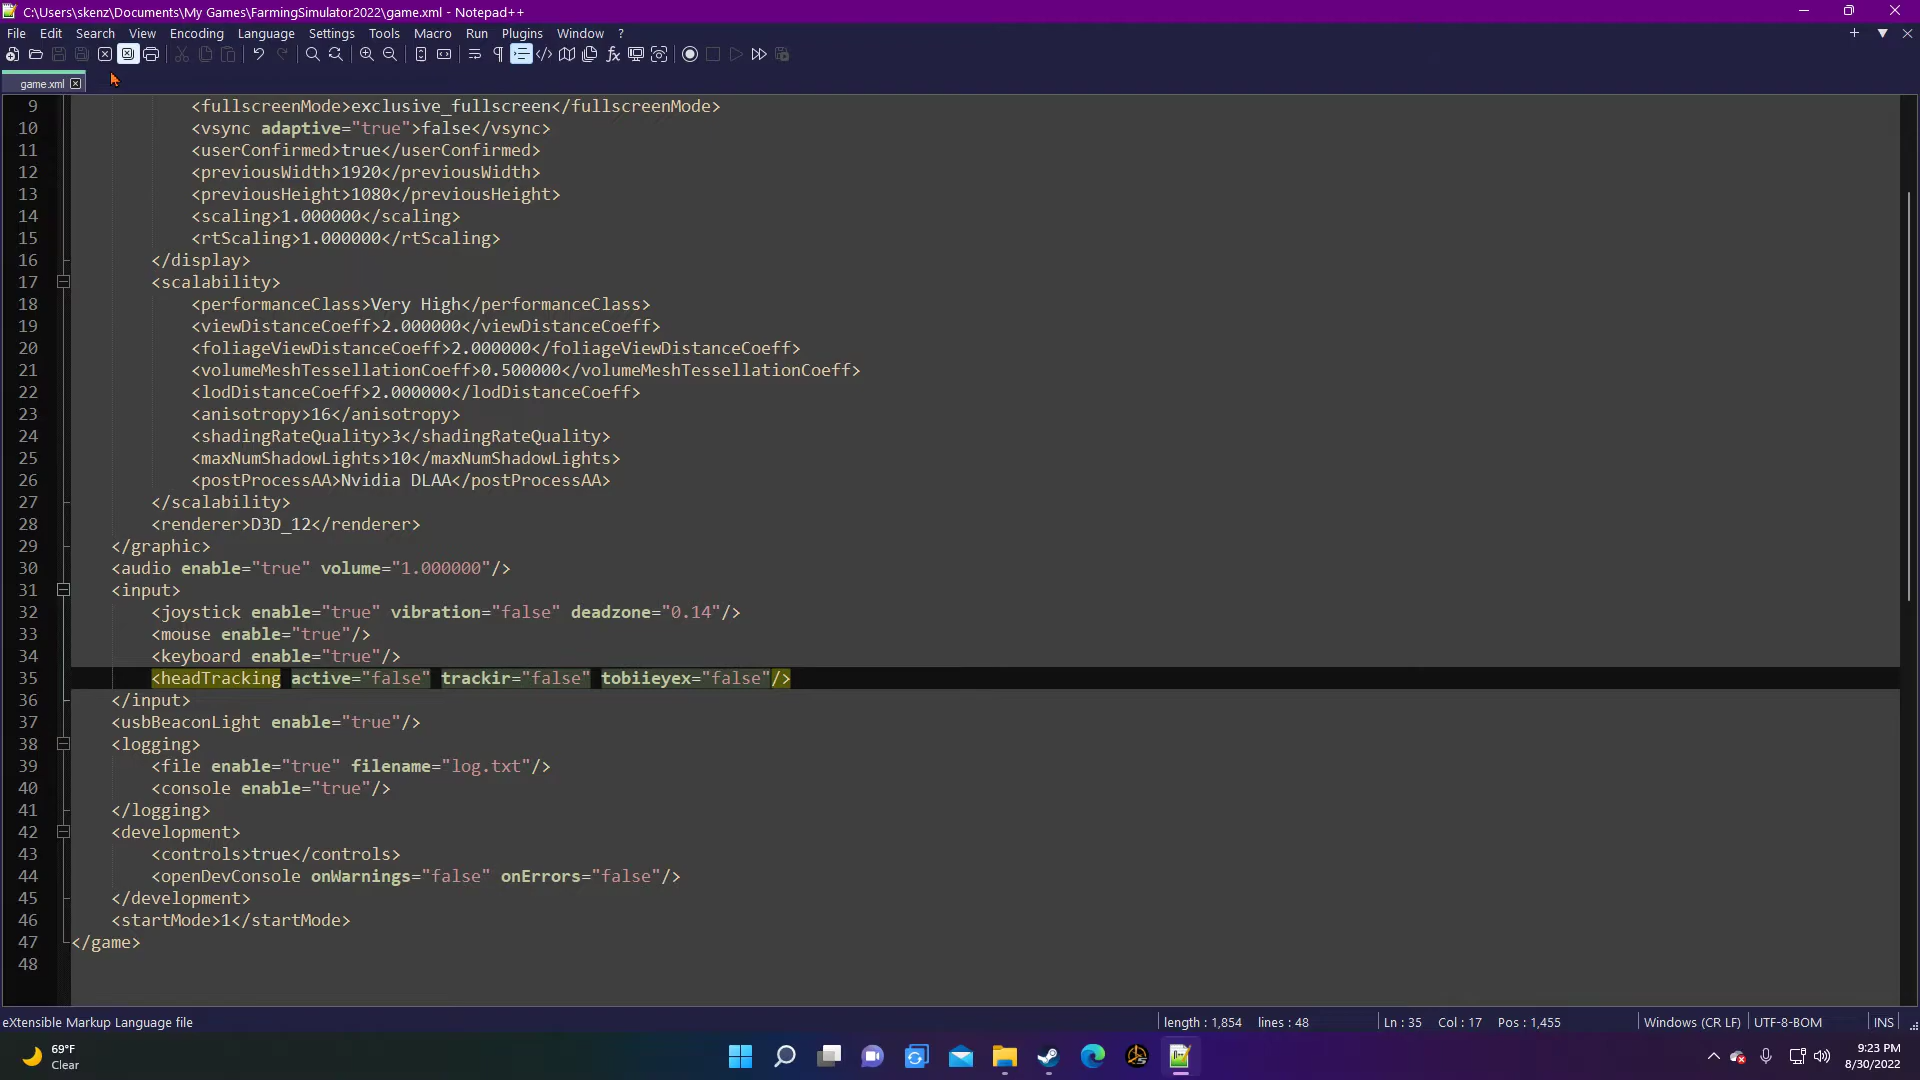 C:\Users\skenz\Documents\My Games\FarmingSimulator2022\game.xml - Notepad++
File Edit Search View Encoding Language Settings Tools Macro Run Plugins Window ?
game.xml
9 <fullscreenMode>exclusive_fullscreen</fullscreenMode>
10 <vsync adaptive="true">false</vsync>
11 <userConfirmed>true</userConfirmed>
12 <previousWidth>1920</previousWidth>
13 <previousHeight>1080</previousHeight>
14 <scaling>1.000000</scaling>
15 <rtScaling>1.000000</rtScaling>
16 </display>
17 <scalability>
18 <performanceClass>Very High</performanceClass>
19 <viewDistanceCoeff>2.000000</viewDistanceCoeff>
20 <foliageViewDistanceCoeff>2.000000</foliageViewDistanceCoeff>
21 <volumeMeshTessellationCoeff>0.500000</volumeMeshTessellationCoeff>
22 <lodDistanceCoeff>2.000000</lodDistanceCoeff>
23 <anisotropy>16</anisotropy>
24 <shadingRateQuality>3</shadingRateQuality>
25 <maxNumShadowLights>10</maxNumShadowLights>
26 <postProcessAA>Nvidia DLAA</postProcessAA>
27 </scalability>
28 <renderer>D3D_12</renderer>
29 </graphic>
30 <audio enable="true" volume="1.000000"/>
31 <input>
32 <joystick enable="true" vibration="false" deadzone="0.14"/>
33 <mouse enable="true"/>
34 <keyboard enable="true"/>
35 <headTracking active="false" trackir="false" tobiieyex="false"/>
36 </input>
37 <usbBeaconLight enable="true"/>
38 <logging>
39 <file enable="true" filename="log.txt"/>
40 <console enable="true"/>
41 </logging>
42 <development>
43 <controls>true</controls>
44 <openDevConsole onWarnings="false" onErrors="false"/>
45 </development>
46 <startMode>1</startMode>
47 </game>
48
eXtensible Markup Language file length : 1,854 lines : 48 Ln : 35 Col : 17 Pos : 1,455 Windows (CR LF) UTF-8-BOM INS
69°F
Clear
9:23 PM
8/30/2022